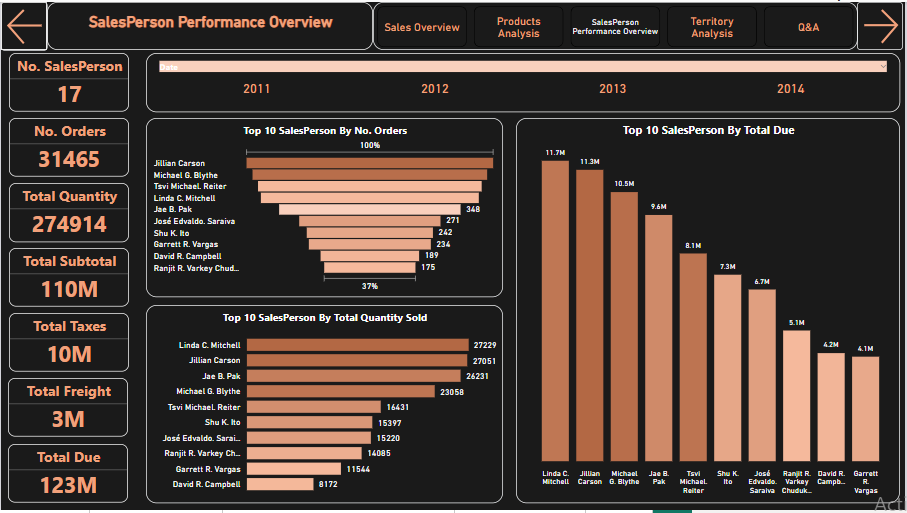 SalesPerson Performance Overview
Sales Overview
Products
Analysis
SalesPerson
Performance Overview
Territory
Analysis
Q&A
No. SalesPerson
17
No. Orders
31465
Total Quantity
274914
Total Subtotal
110M
Total Taxes
10M
Total Freight
3M
Total Due
123M
Date
2011 2012 2013 2014
Top 10 SalesPerson By No. Orders
100%
Jillian Carson
Michael G. Blythe
Tsvi Michael. Reiter
Linda C. Mitchell
Jae B. Pak 348
José Edvaldo. Saraiva 271
Shu K. Ito 242
Garrett R. Vargas 234
David R. Campbell 189
Ranjit R. Varkey Chud... 175
37%
Top 10 SalesPerson By Total Quantity Sold
Linda C. Mitchell 27229
Jillian Carson 27051
Jae B. Pak 26231
Michael G. Blythe 23058
Tsvi Michael. Reiter 16431
Shu K. Ito 15397
José Edvaldo. Sarai... 15220
Ranjit R. Varkey Ch... 14085
Garrett R. Vargas 11544
David R. Campbell 8172
Top 10 SalesPerson By Total Due
11.7M 11.3M 10.5M 9.6M 8.1M 7.3M 6.7M 5.1M 4.2M 4.1M
Linda C.
Mitchell
Jillian
Carson
Michael
G. Blythe
Jae B.
Pak
Tsvi
Michael.
Reiter
Shu K.
Ito
José
Edvaldo.
Saraiva
Ranjit R.
Varkey
Chuduk...
David R.
Campb...
Garrett
R.
Vargas
Acti